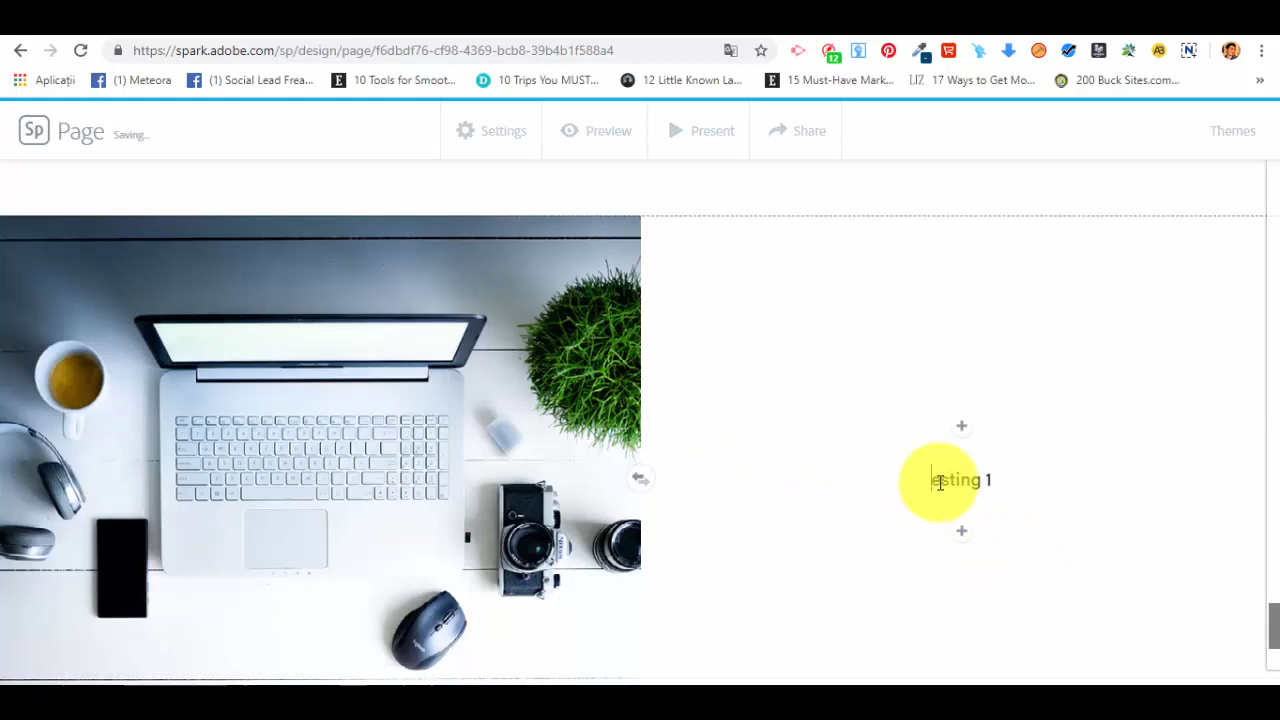 https://spark.adobe.com/sp/design/page/f6dbdf76-cf98-4369-bcb8-39b4b1f588a4
12
Aplicații
(1) Meteora
(1) Social Lead Frea...
10 Tools for Smoot...
10 Trips You MUST...
12 Little Known La...
15 Must-Have Mark...
17 Ways to Get Mo...
200 Buck Sites.com...
»
Sp Page Saving...
Settings
Preview
Present
Share
Themes
esting 1